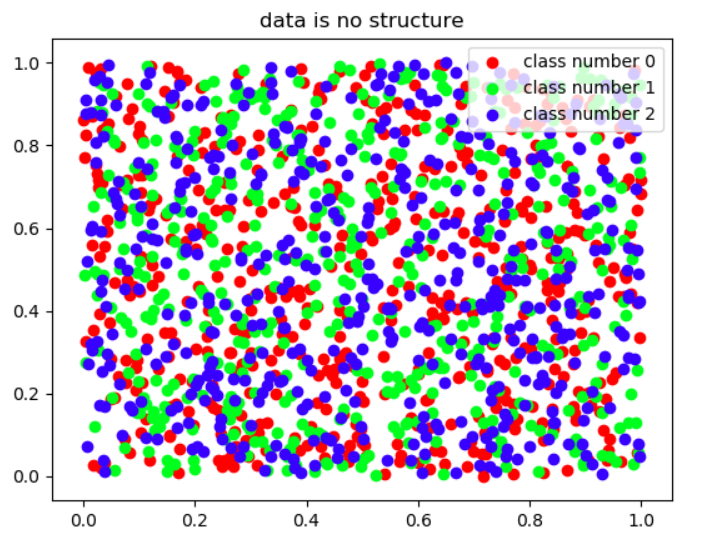 data is no structure
class number 0
class number 1
class number 2
1.0
0.8
0.6
0.4
0.2
0.0
0.0 0.2 0.4 0.6 0.8 1.0